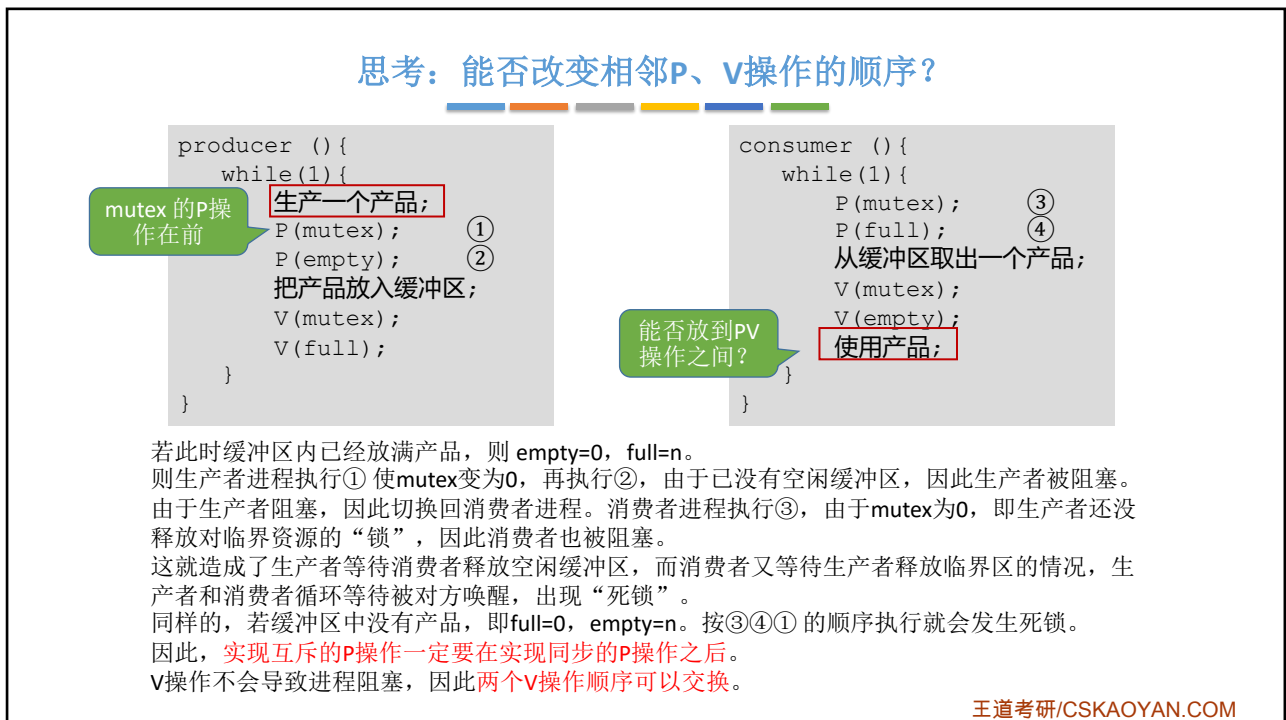 思考：能否改变相邻P、V操作的顺序？
producer (){
while(1){
生产一个产品;
P(mutex); ①
P(empty); ②
把产品放入缓冲区;
V(mutex);
V(full);
}
}
mutex 的P操
作在前
consumer (){
while(1){
P(mutex); ③
P(full); ④
从缓冲区取出一个产品;
V(mutex);
V(empty);
使用产品;
}
}
能否放到PV
操作之间？
若此时缓冲区内已经放满产品，则 empty=0，full=n。
则生产者进程执行① 使mutex变为0，再执行②，由于已没有空闲缓冲区，因此生产者被阻塞。
由于生产者阻塞，因此切换回消费者进程。消费者进程执行③，由于mutex为0，即生产者还没
释放对临界资源的“锁”，因此消费者也被阻塞。
这就造成了生产者等待消费者释放空闲缓冲区，而消费者又等待生产者释放临界区的情况，生
产者和消费者循环等待被对方唤醒，出现“死锁”。
同样的，若缓冲区中没有产品，即full=0，empty=n。按③④① 的顺序执行就会发生死锁。
因此，实现互斥的P操作一定要在实现同步的P操作之后。
V操作不会导致进程阻塞，因此两个V操作顺序可以交换。
王道考研/CSKAOYAN.COM